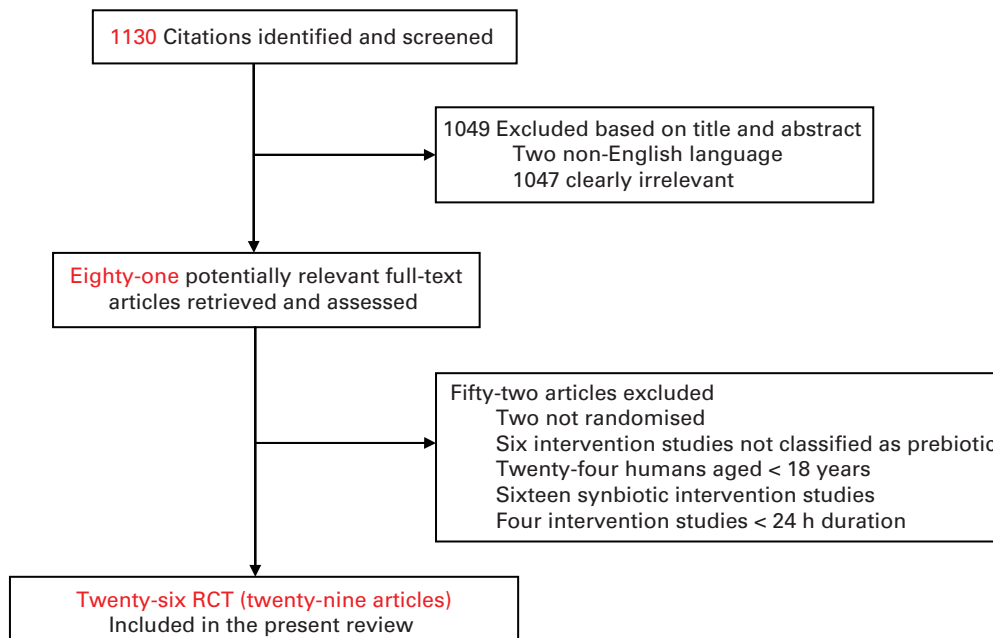 1130 Citations identified and screened
1049 Excluded based on title and abstract
Two non-English language
1047 clearly irrelevant
Eighty-one potentially relevant full-text
articles retrieved and assessed
Fifty-two articles excluded
Two not randomised
Six intervention studies not classified as prebiotic
Twenty-four humans aged < 18 years
Sixteen synbiotic intervention studies
Four intervention studies < 24 h duration
Twenty-six RCT (twenty-nine articles)
Included in the present review